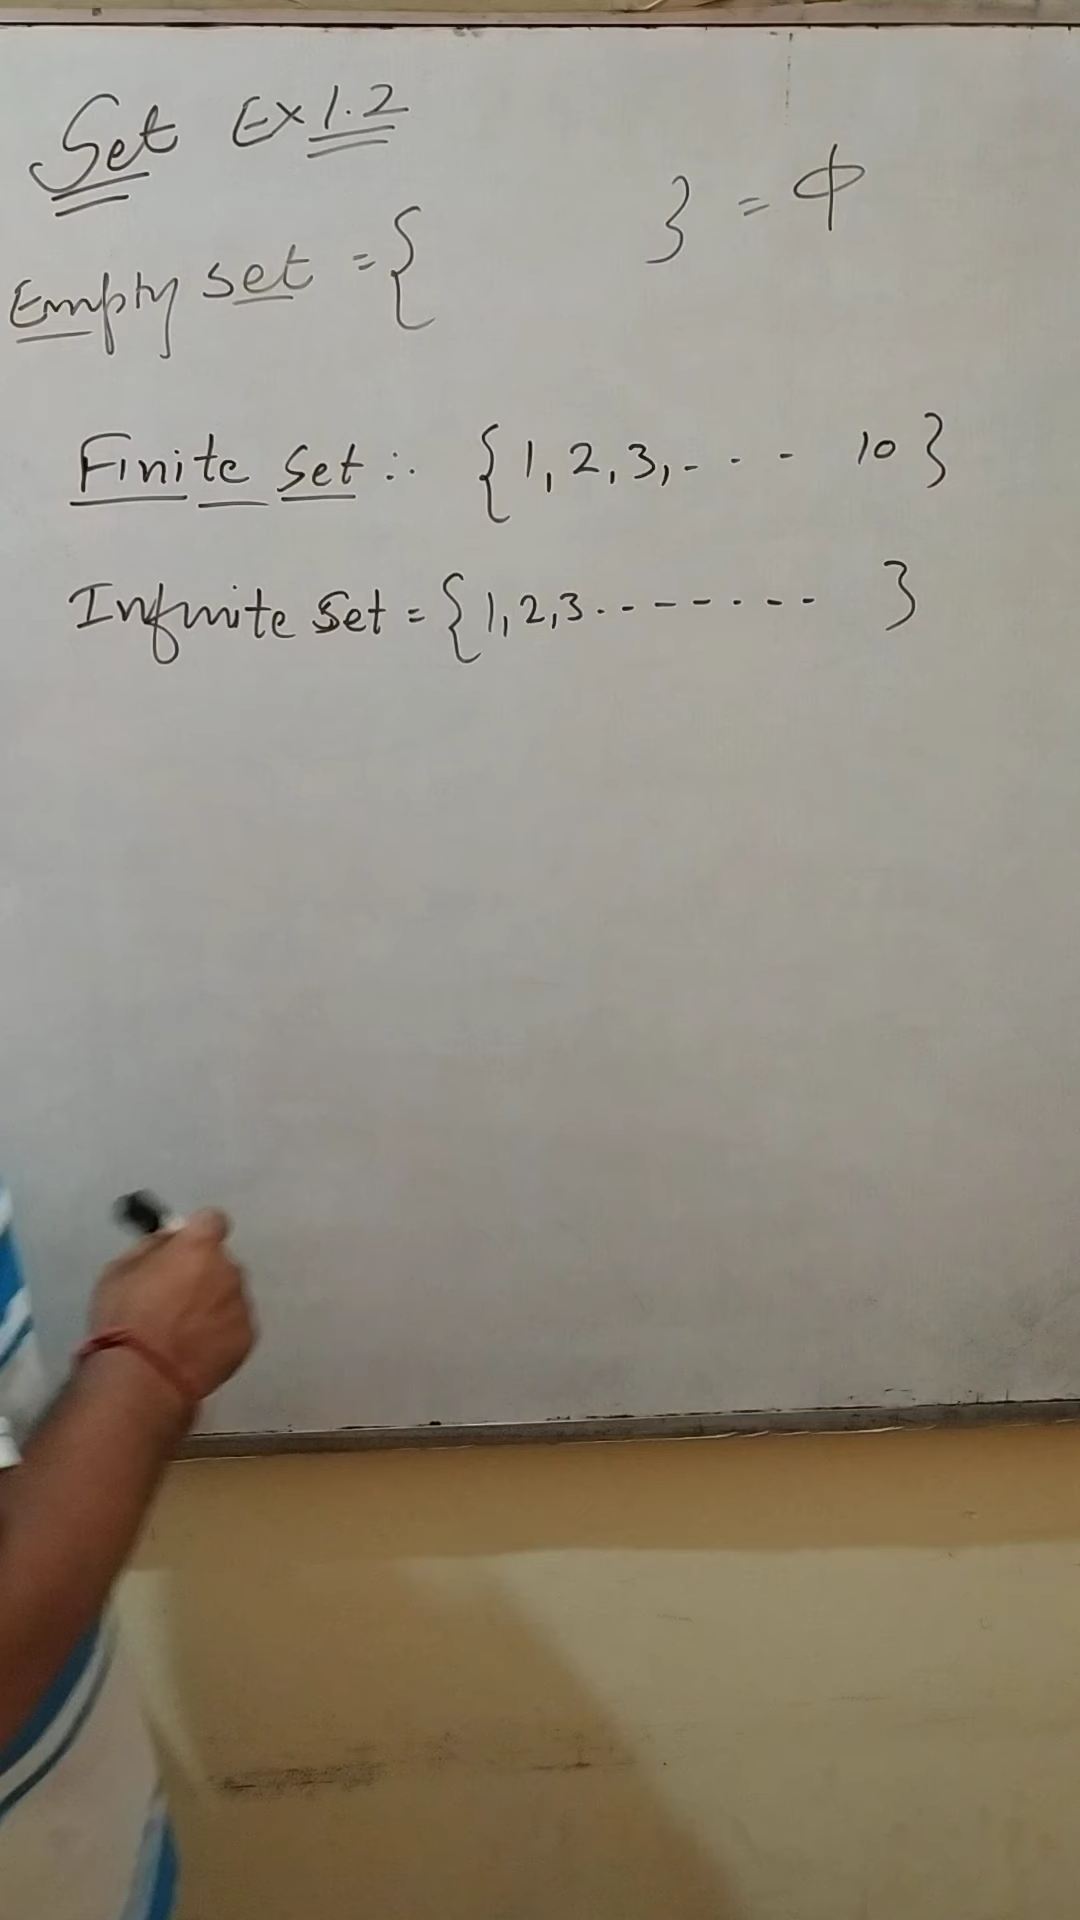 Set Ex 1.2
Empty set = { } = ϕ
Finite Set :. {1, 2, 3, - - - - 10}
Infinite Set = {1, 2, 3 - - - - - - - - }